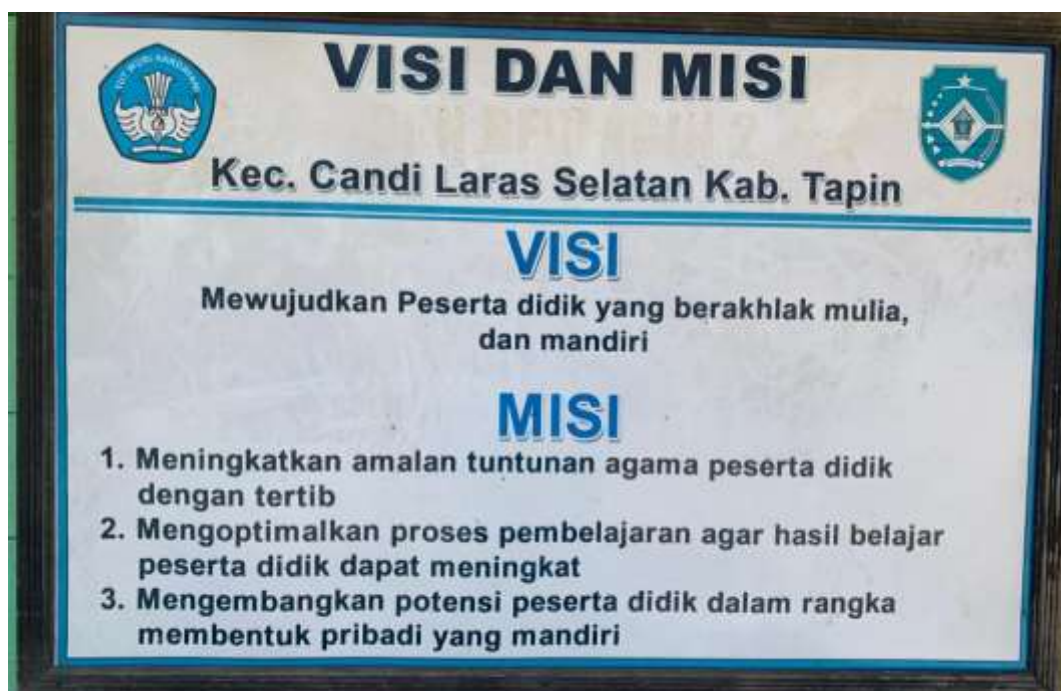 VISI DAN MISI
Kec. Candi Laras Selatan Kab. Tapin
VISI
Mewujudkan Peserta didik yang berakhlak mulia,
dan mandiri
MISI
1. Meningkatkan amalan tuntunan agama peserta didik
dengan tertib
2. Mengoptimalkan proses pembelajaran agar hasil belajar
peserta didik dapat meningkat
3. Mengembangkan potensi peserta didik dalam rangka
membentuk pribadi yang mandiri